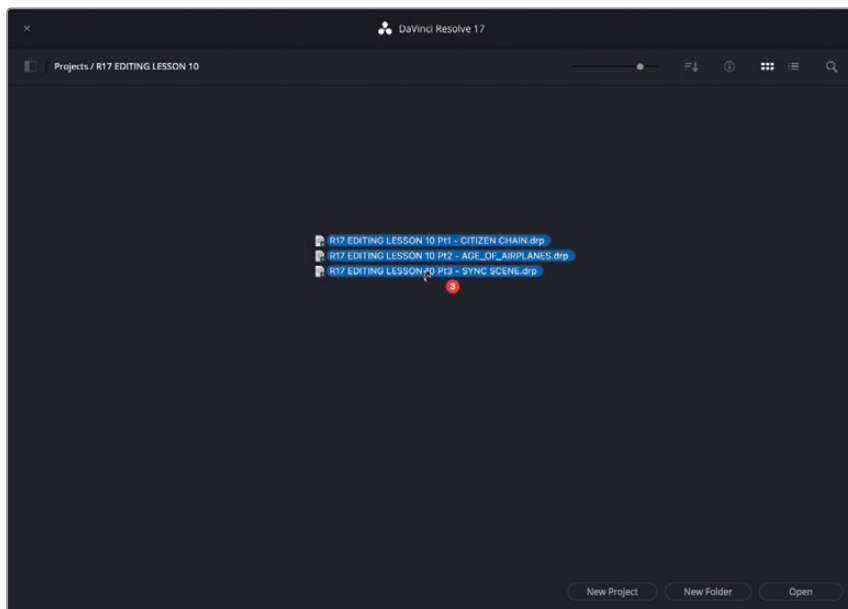 DaVinci Resolve 17
Projects / R17 EDITING LESSON 10
R17 EDITING LESSON 10 Pt1 - CITIZEN CHAIN.drp
R17 EDITING LESSON 10 Pt2 - AGE_OF_AIRPLANES.drp
R17 EDITING LESSON 10 Pt3 - SYNC SCENE.drp
3
New Project New Folder Open